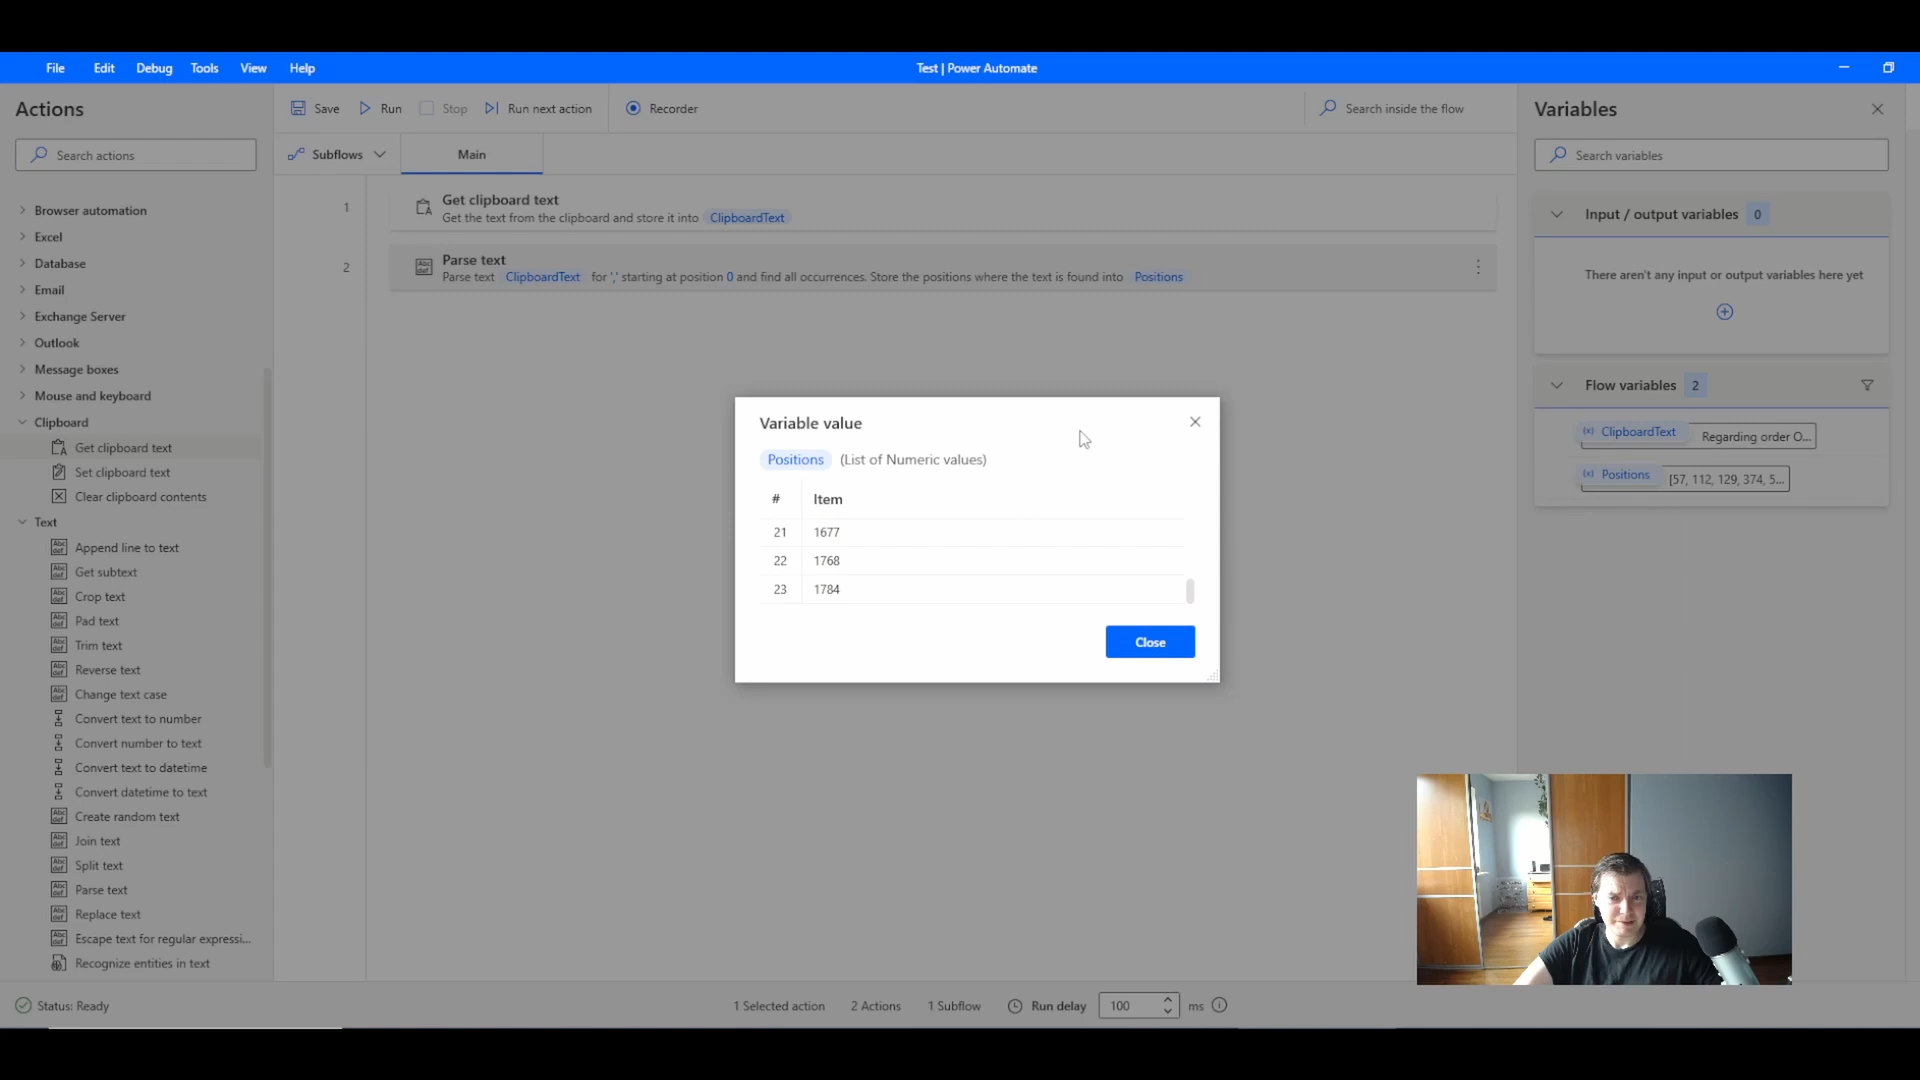 File Edit Debug Tools View Help
Test | Power Automate
Actions
Search actions
Browser automation
Excel
Database
Email
Exchange Server
Outlook
Message boxes
Mouse and keyboard
Clipboard
Get clipboard text
Set clipboard text
Clear clipboard contents
Text
Append line to text
Get subtext
Crop text
Pad text
Trim text
Reverse text
Change text case
Convert text to number
Convert number to text
Convert text to datetime
Convert datetime to text
Create random text
Join text
Split text
Parse text
Replace text
Escape text for regular expressi...
Recognize entities in text
Save Run Stop Run next action Recorder
Search inside the flow
Subflows Main
1 Get clipboard text
Get the text from the clipboard and store it into ClipboardText
2 Parse text
Parse text ClipboardText for ',' starting at position 0 and find all occurrences. Store the positions where the text is found into Positions
Variable value
Positions (List of Numeric values)
# Item
21 1677
22 1768
23 1784
Close
Variables
Search variables
Input / output variables 0
There aren't any input or output variables here yet
Flow variables 2
(x) ClipboardText Regarding order O...
(x) Positions [57, 112, 129, 374, 5...
Status: Ready
1 Selected action 2 Actions 1 Subflow Run delay 100 ms